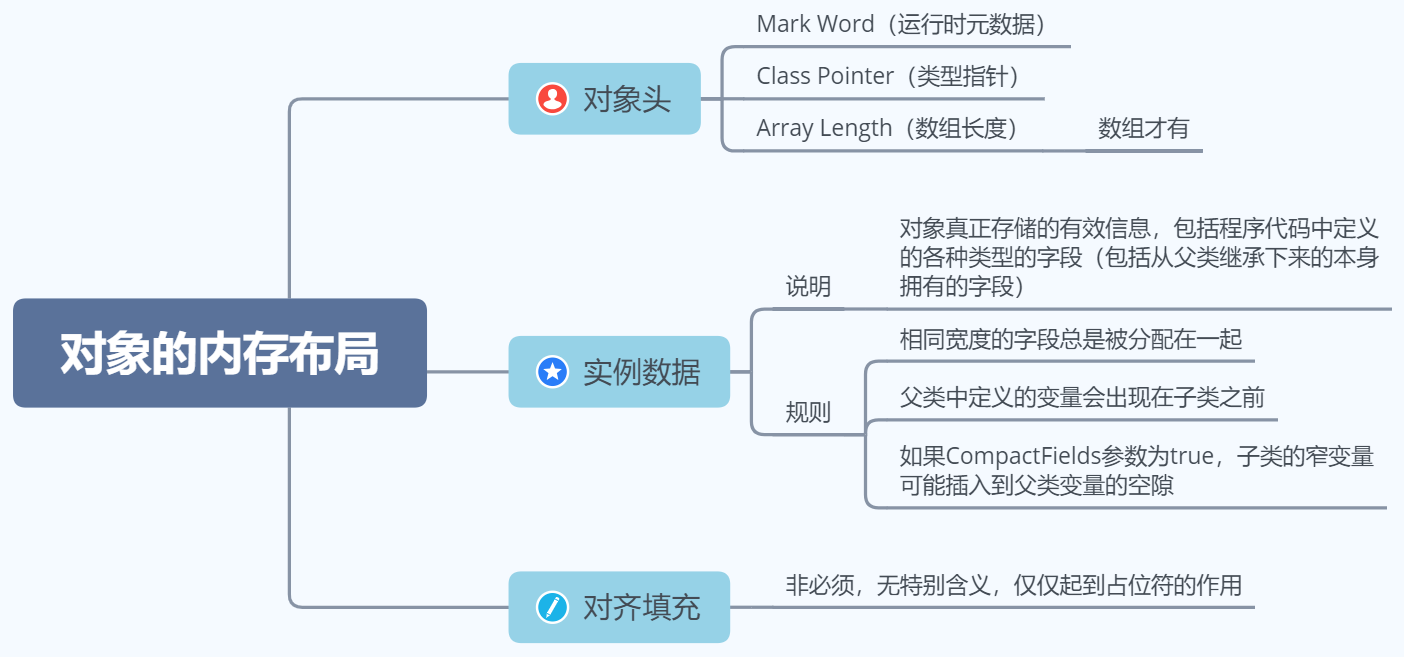 对象的内存布局
对象头
Mark Word（运行时元数据）
Class Pointer（类型指针）
Array Length（数组长度）
数组才有
实例数据
说明
对象真正存储的有效信息，包括程序代码中定义
的各种类型的字段（包括从父类继承下来的本身
拥有的字段）
规则
相同宽度的字段总是被分配在一起
父类中定义的变量会出现在子类之前
如果CompactFields参数为true，子类的窄变量
可能插入到父类变量的空隙
对齐填充
非必须，无特别含义，仅仅起到占位符的作用